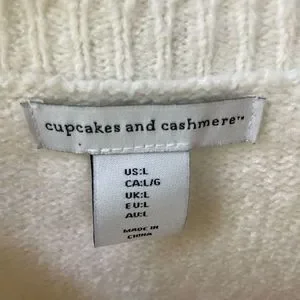 cupcakes and cashmere™
US:L
CA:L/G
UK:L
EU:L
AU:L
MADE IN
CHINA